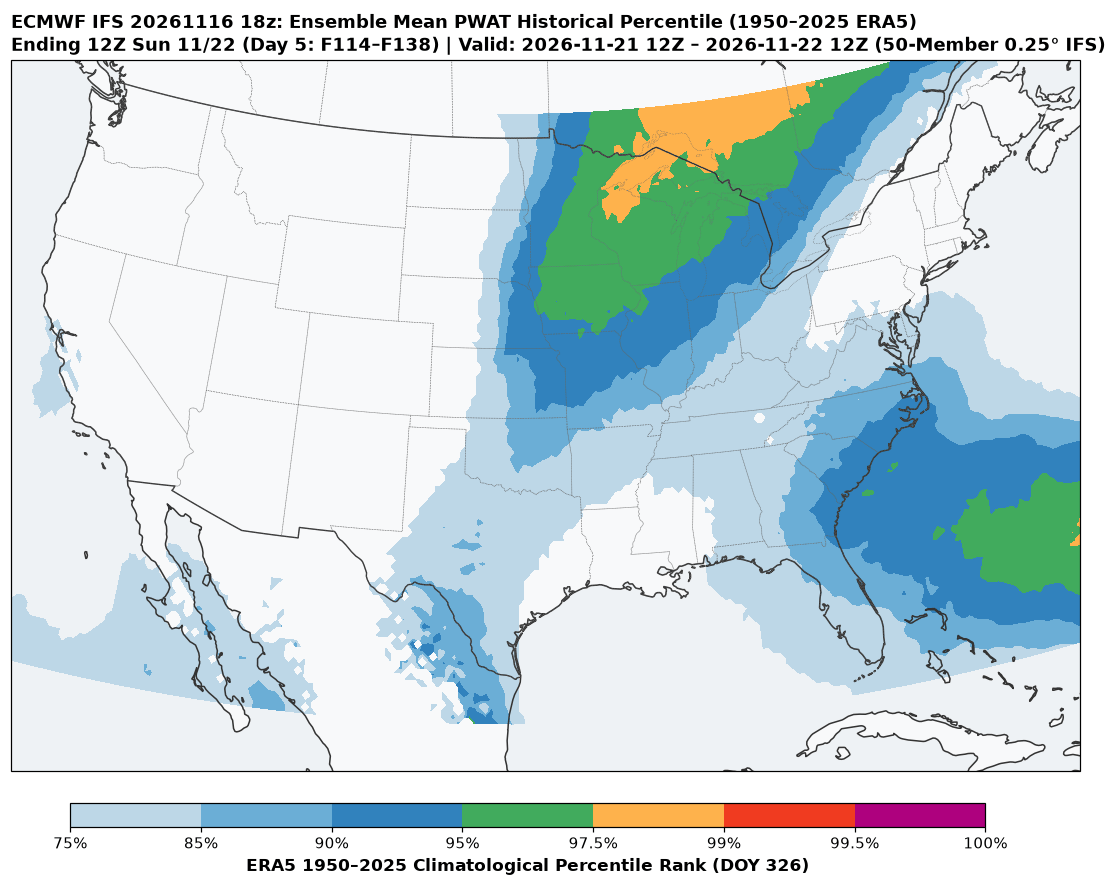 ECMWF IFS 20261116 18z: Ensemble Mean PWAT Historical Percentile (1950–2025 ERA5)
Ending 12Z Sun 11/22 (Day 5: F114–F138) | Valid: 2026-11-21 12Z – 2026-11-22 12Z (50-Member 0.25° IFS)
75% 85% 90% 95% 97.5% 99% 99.5% 100%
ERA5 1950–2025 Climatological Percentile Rank (DOY 326)